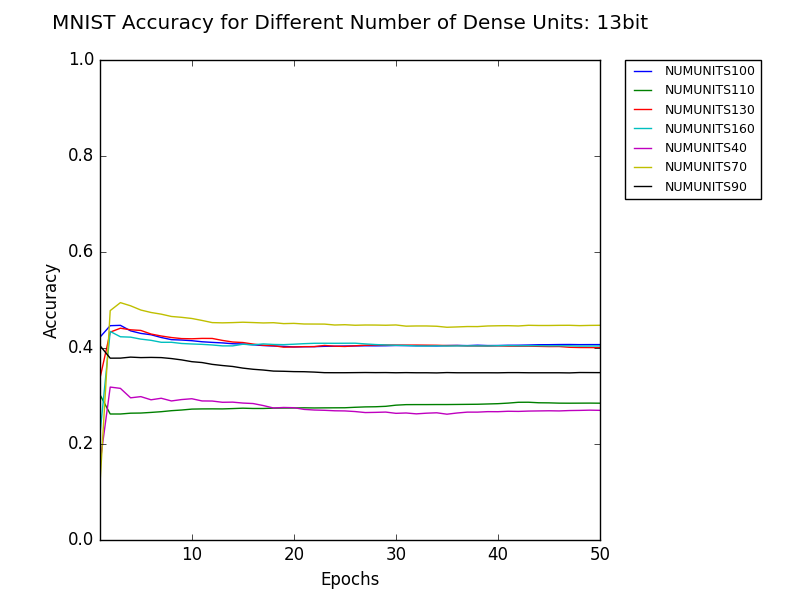 MNIST Accuracy for Different Number of Dense Units: 13bit
1.0
0.8
0.6
0.4
0.2
0.0
Accuracy
10 20 30 40 50
Epochs
NUMUNITS100
NUMUNITS110
NUMUNITS130
NUMUNITS160
NUMUNITS40
NUMUNITS70
NUMUNITS90